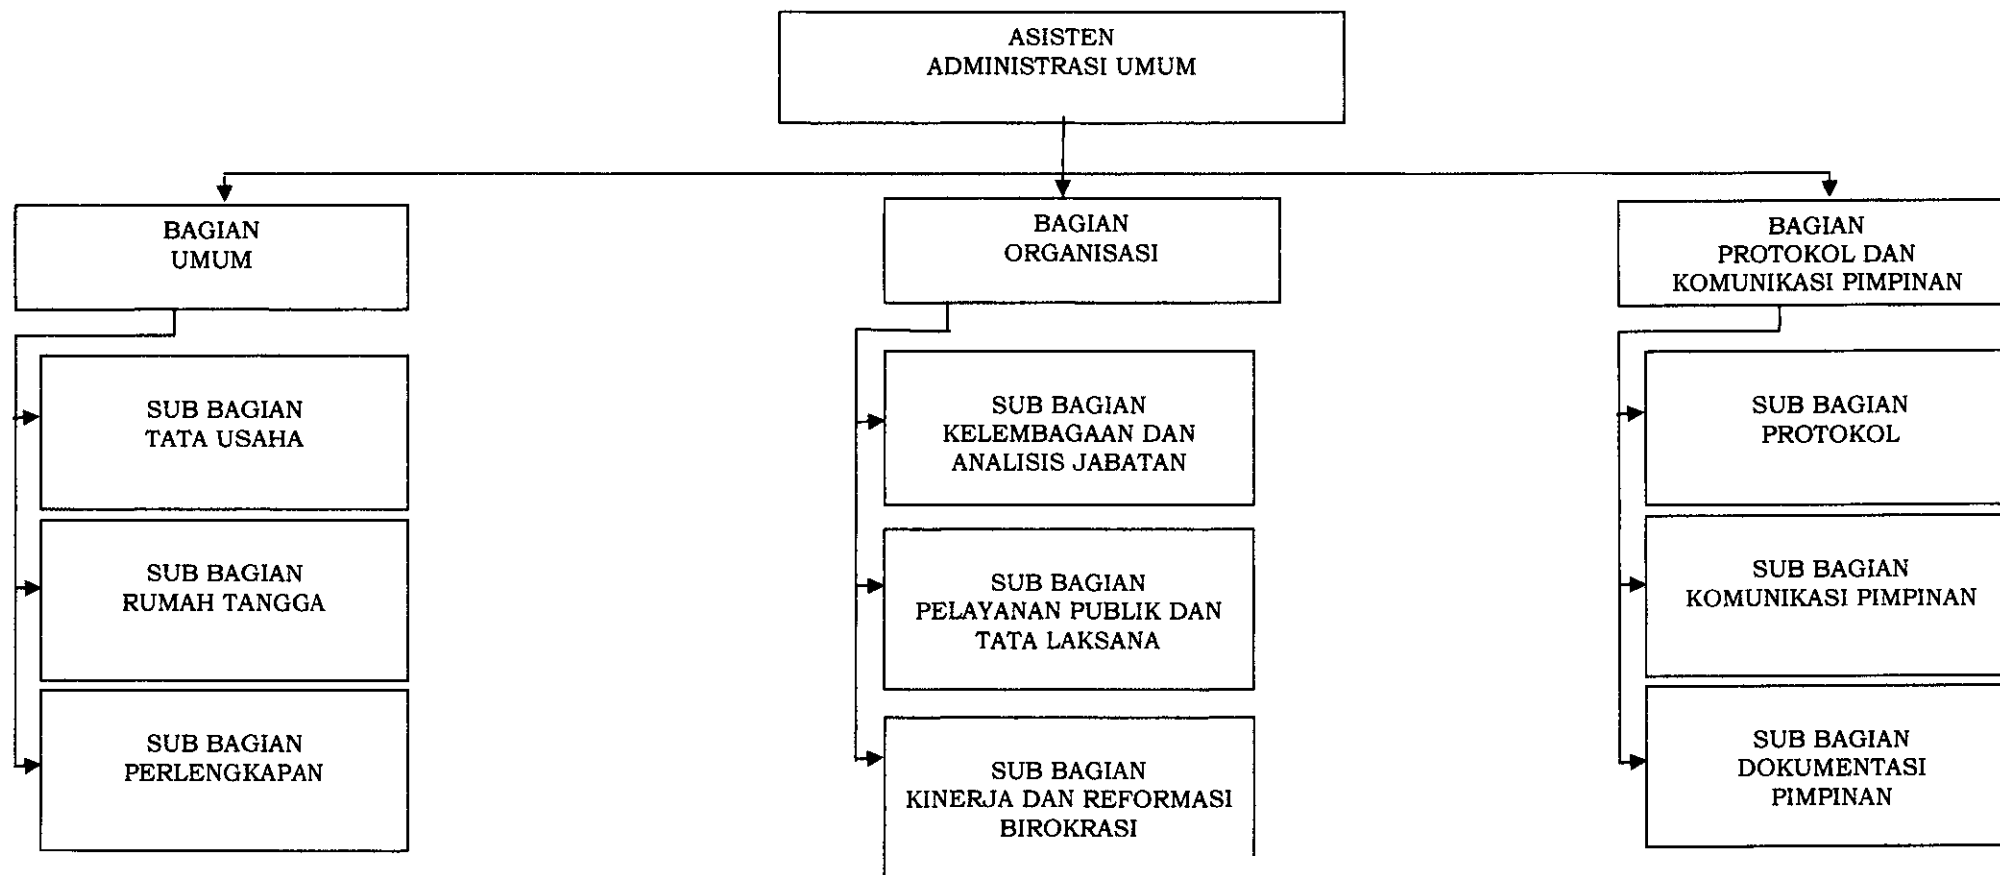 ASISTEN
ADMINISTRASI UMUM
BAGIAN
UMUM
SUB BAGIAN
TATA USAHA
SUB BAGIAN
RUMAH TANGGA
SUB BAGIAN
PERLENGKAPAN
BAGIAN
ORGANISASI
SUB BAGIAN
KELEMBAGAAN DAN
ANALISIS JABATAN
SUB BAGIAN
PELAYANAN PUBLIK DAN
TATA LAKSANA
SUB BAGIAN
KINERJA DAN REFORMASI
BIROKRASI
BAGIAN
PROTOKOL DAN
KOMUNIKASI PIMPINAN
SUB BAGIAN
PROTOKOL
SUB BAGIAN
KOMUNIKASI PIMPINAN
SUB BAGIAN
DOKUMENTASI
PIMPINAN